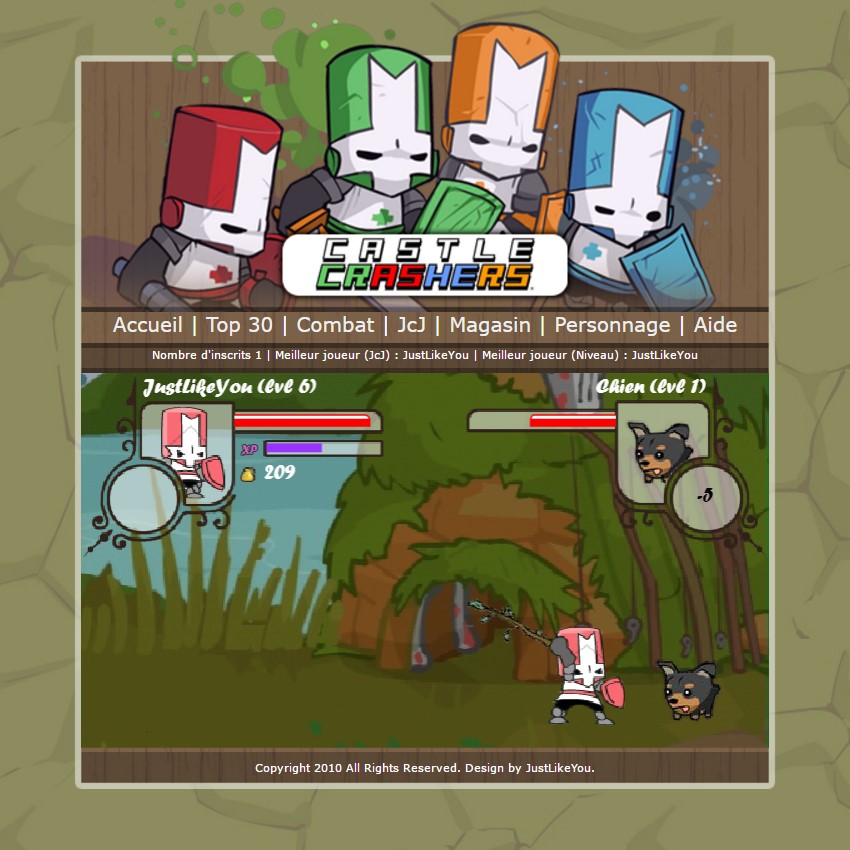 CASTLE
CRASHERS
Accueil | Top 30 | Combat | JcJ | Magasin | Personnage | Aide
Nombre d'inscrits 1 | Meilleur joueur (JcJ) : JustLikeYou | Meilleur joueur (Niveau) : JustLikeYou
JustLikeYou (lvl 6)
Chien (lvl 1)
XP
209
-5
Copyright 2010 All Rights Reserved. Design by JustLikeYou.